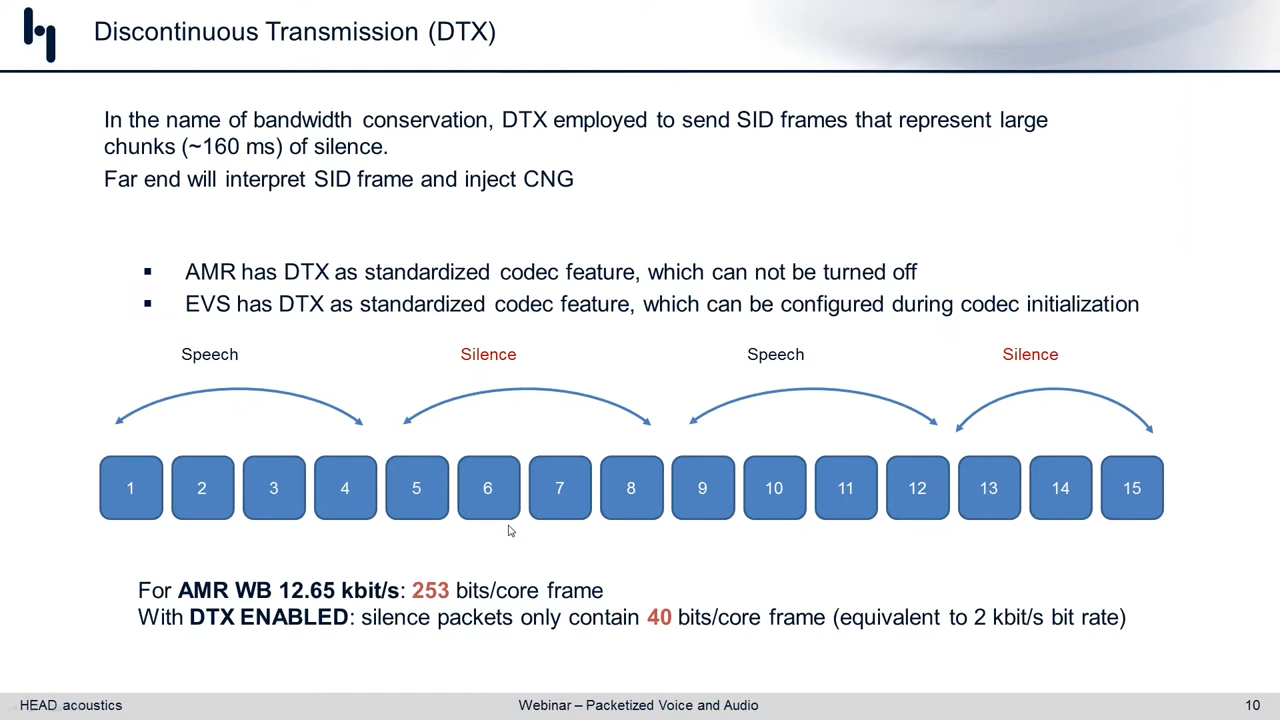 Discontinuous Transmission (DTX)
In the name of bandwidth conservation, DTX employed to send SID frames that represent large
chunks (~160 ms) of silence.
Far end will interpret SID frame and inject CNG
▪ AMR has DTX as standardized codec feature, which can not be turned off
▪ EVS has DTX as standardized codec feature, which can be configured during codec initialization
Speech Silence Speech Silence
1 2 3 4 5 6 7 8 9 10 11 12 13 14 15
For AMR WB 12.65 kbit/s: 253 bits/core frame
With DTX ENABLED: silence packets only contain 40 bits/core frame (equivalent to 2 kbit/s bit rate)
HEAD acoustics Webinar – Packetized Voice and Audio 10